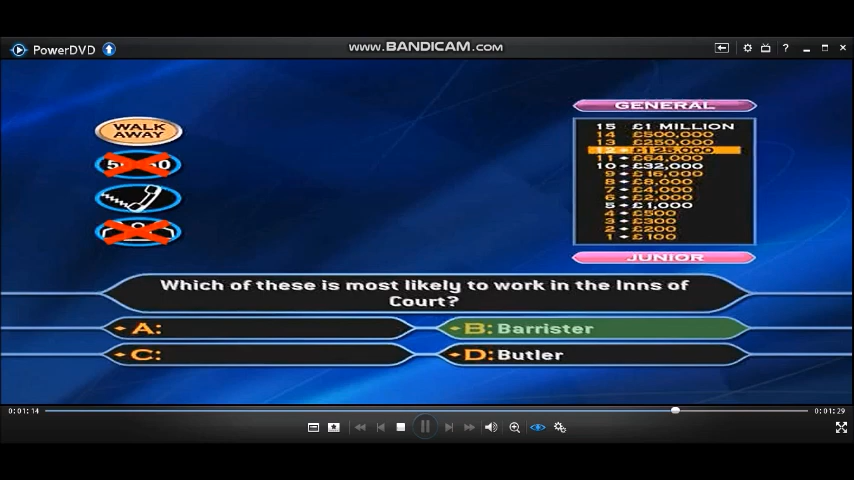 PowerDVD
www.BANDICAM.com
?
WALK
AWAY
GENERAL
15 £1 MILLION
14 £500,000
13 £250,000
12 £125,000
11 £64,000
10 £32,000
9 £16,000
8 £8,000
7 £4,000
6 £2,000
5 £1,000
4 £500
3 £300
2 £200
1 £100
JUNIOR
Which of these is most likely to work in the Inns of
Court?
A:
B: Barrister
C:
D: Butler
0:01:14
0:01:29